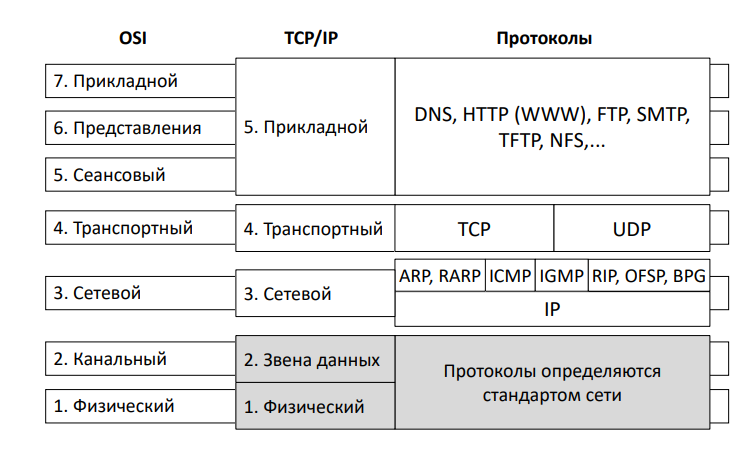 OSI TCP/IP Протоколы
7. Прикладной
6. Представления
5. Сеансовый
5. Прикладной
DNS, HTTP (WWW), FTP, SMTP,
TFTP, NFS,...
4. Транспортный 4. Транспортный TCP UDP
3. Сетевой 3. Сетевой
ARP, RARP ICMP IGMP RIP, OFSP, BPG
IP
2. Канальный 2. Звена данных
1. Физический 1. Физический
Протоколы определяются
стандартом сети